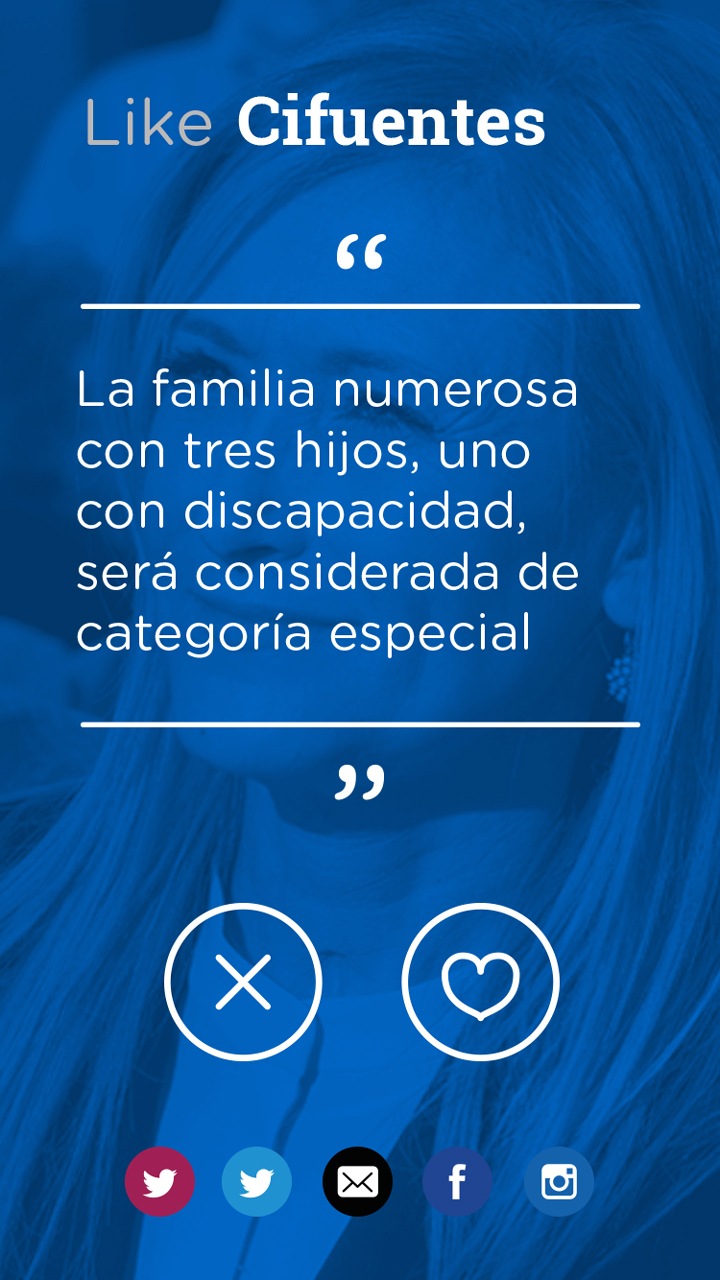 Like Cifuentes
“
La familia numerosa
con tres hijos, uno
con discapacidad,
será considerada de
categoría especial
”